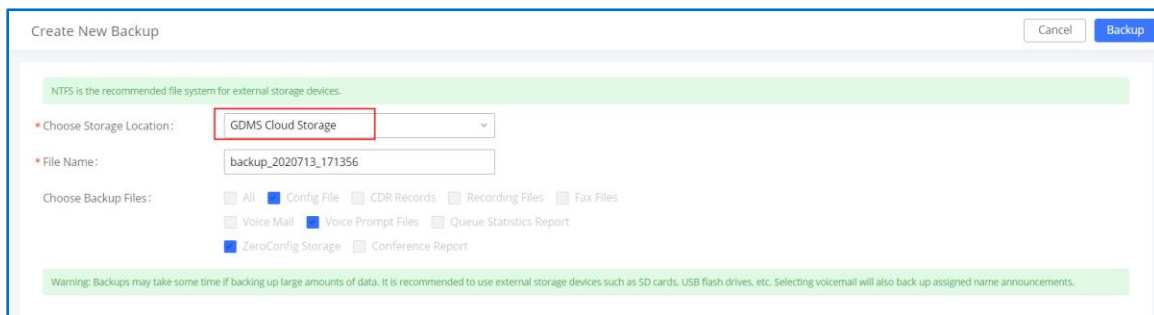 Create New Backup
Cancel
Backup
NTFS is the recommended file system for external storage devices.
* Choose Storage Location:
GDMS Cloud Storage
* File Name:
backup_2020713_171356
Choose Backup Files:
All Config File CDR Records Recording Files Fax Files
Voice Mail Voice Prompt Files Queue Statistics Report
ZeroConfig Storage Conference Report
Warning: Backups may take some time if backing up large amounts of data. It is recommended to use external storage devices such as SD cards, USB flash drives, etc. Selecting voicemail will also back up assigned name announcements.